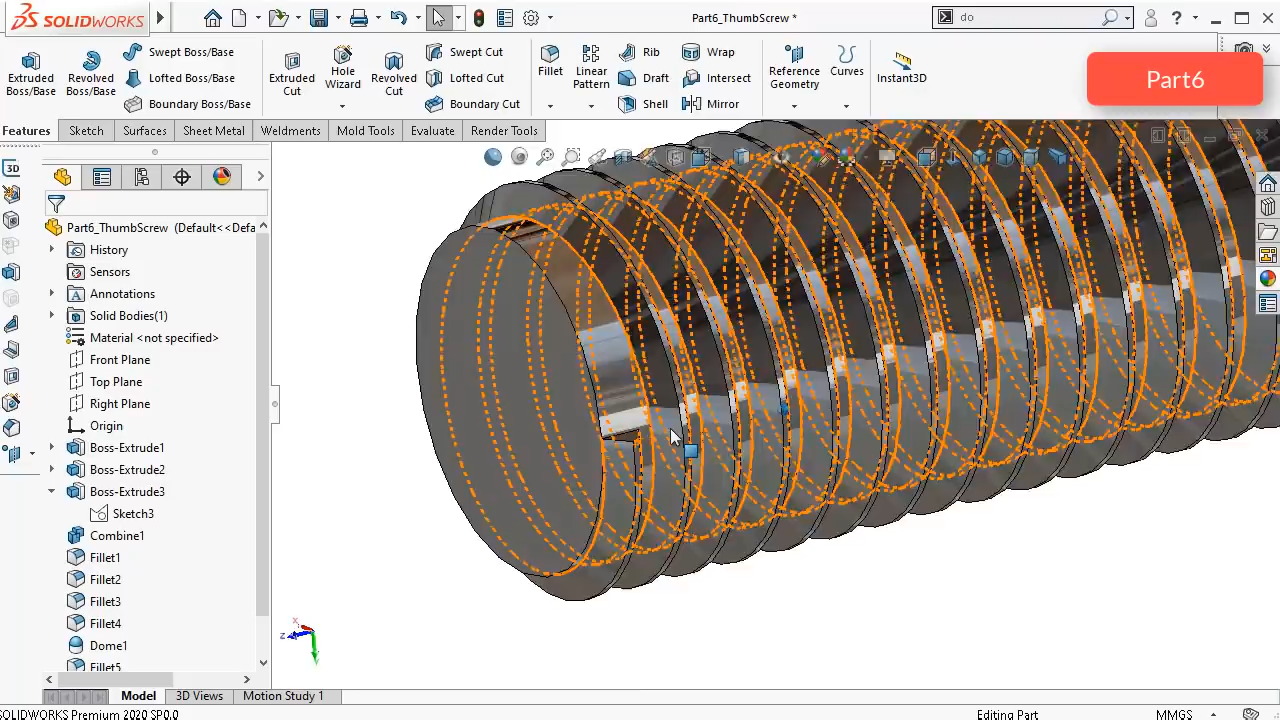 SOLIDWORKS
Part6_ThumbScrew *
do
Extruded Boss/Base
Revolved Boss/Base
Swept Boss/Base
Lofted Boss/Base
Boundary Boss/Base
Extruded Cut
Hole Wizard
Revolved Cut
Swept Cut
Lofted Cut
Boundary Cut
Fillet
Linear Pattern
Rib
Draft
Shell
Wrap
Intersect
Mirror
Reference Geometry
Curves
Instant3D
Part6
Features
Sketch
Surfaces
Sheet Metal
Weldments
Mold Tools
Evaluate
Render Tools
3D
Part6_ThumbScrew (Default<<Defa
History
Sensors
A
Annotations
Solid Bodies(1)
Material <not specified>
Front Plane
Top Plane
Right Plane
Origin
Boss-Extrude1
Boss-Extrude2
Boss-Extrude3
Sketch3
Combine1
Fillet1
Fillet2
Fillet3
Fillet4
Dome1
Fillet5
x
z
Model
3D Views
Motion Study 1
SOLIDWORKS Premium 2020 SP0.0
Editing Part
MMGS